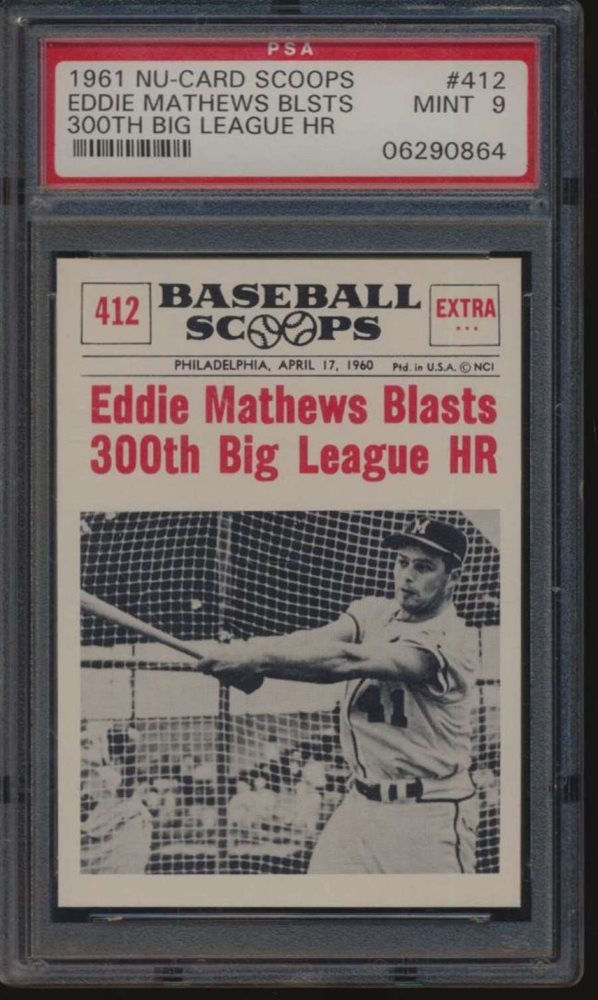 PSA
1961 NU-CARD SCOOPS #412
EDDIE MATHEWS BLSTS MINT 9
300TH BIG LEAGUE HR
06290864
412 BASEBALL EXTRA
SCOOPS ...
PHILADELPHIA, APRIL 17, 1960 Ptd. in U.S.A. © NCI
Eddie Mathews Blasts
300th Big League HR
M
41